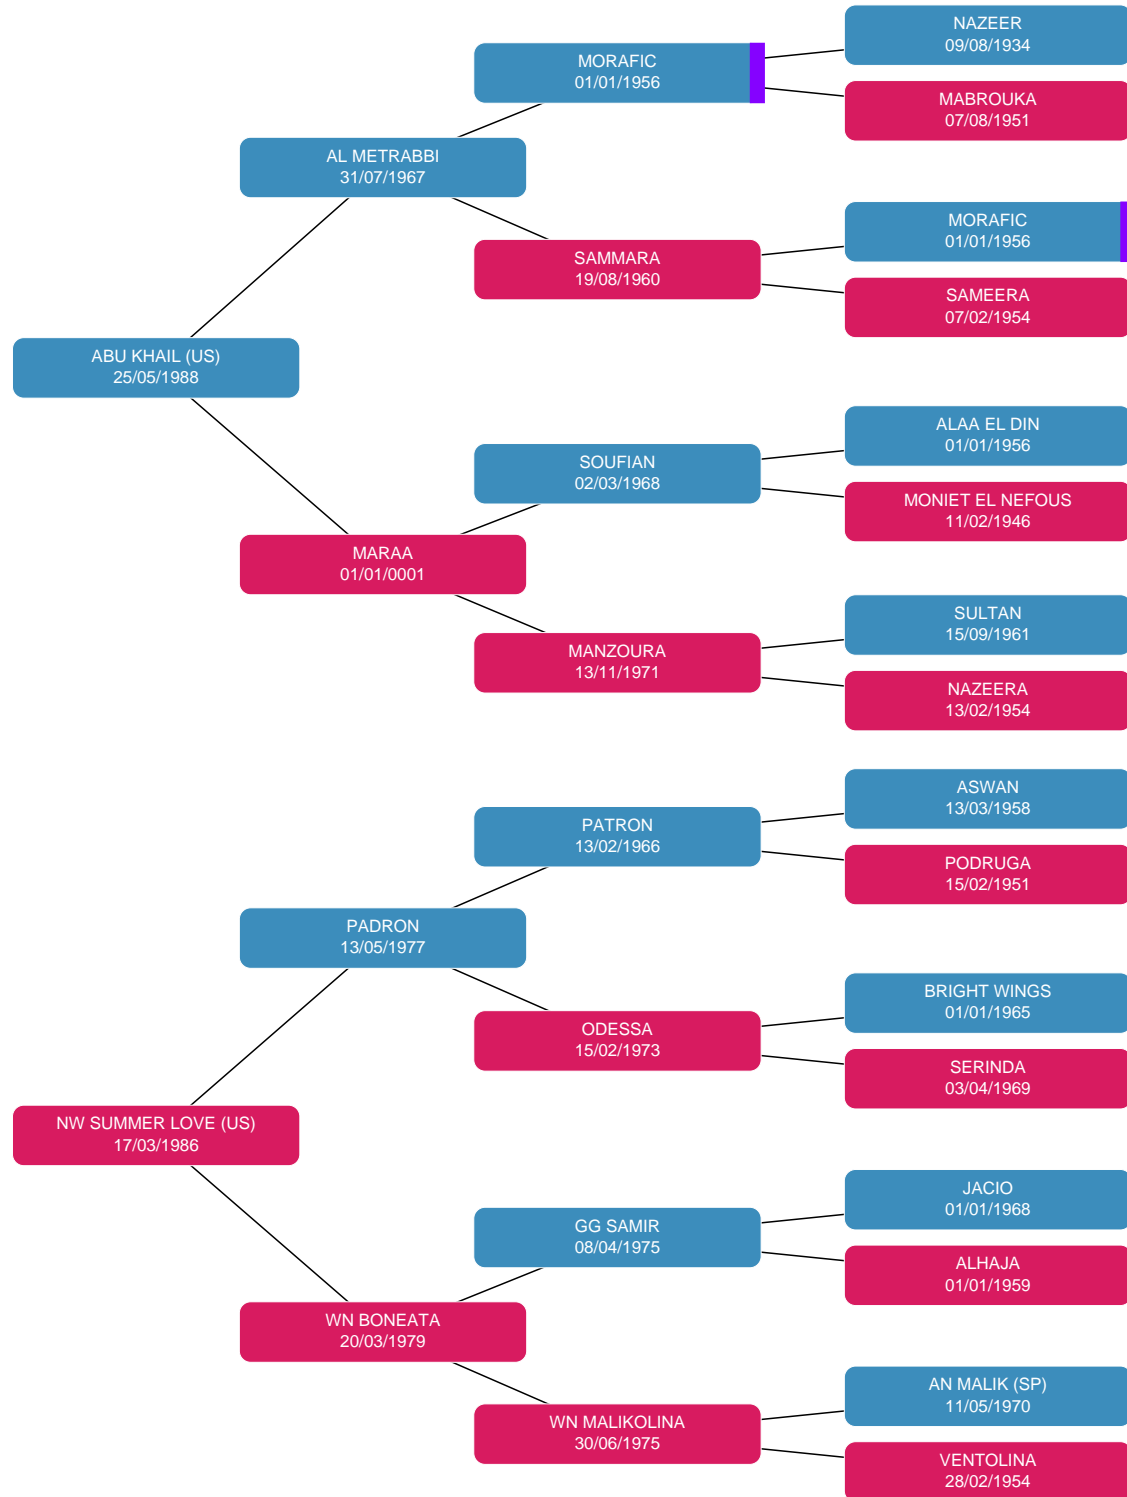 NAZEER
09/08/1934
MORAFIC
01/01/1956
MABROUKA
07/08/1951
AL METRABBI
31/07/1967
MORAFIC
01/01/1956
SAMMARA
19/08/1960
SAMEERA
07/02/1954
ABU KHAIL (US)
25/05/1988
ALAA EL DIN
01/01/1956
SOUFIAN
02/03/1968
MONIET EL NEFOUS
11/02/1946
MARAA
01/01/0001
SULTAN
15/09/1961
MANZOURA
13/11/1971
NAZEERA
13/02/1954
ASWAN
13/03/1958
PATRON
13/02/1966
PODRUGA
15/02/1951
PADRON
13/05/1977
BRIGHT WINGS
01/01/1965
ODESSA
15/02/1973
SERINDA
03/04/1969
NW SUMMER LOVE (US)
17/03/1986
JACIO
01/01/1968
GG SAMIR
08/04/1975
ALHAJA
01/01/1959
WN BONEATA
20/03/1979
AN MALIK (SP)
11/05/1970
WN MALIKOLINA
30/06/1975
VENTOLINA
28/02/1954